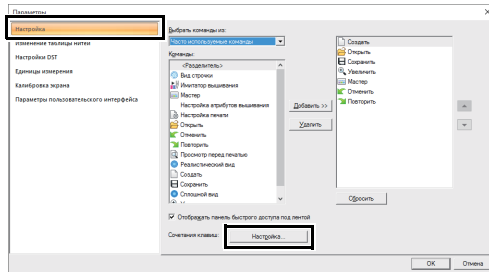 Параметры
Настройка
Изменение таблицы нитей
Настройки DST
Единицы измерения
Калибровка экрана
Параметры пользовательского интерфейса
Выбрать команды из:
Часто используемые команды
Команды:
<Разделитель>
Вид строчки
Имитатор вышивания
Мастер
Настройка атрибутов вышивания
Настройка печати
Открыть
Отменить
Повторить
Просмотр перед печатью
Реалистический вид
Создать
Сохранить
Сплошной вид
Добавить >>
Удалить
Создать
Открыть
Сохранить
Увеличить
Мастер
Отменить
Повторить
Сбросить
Отображать панель быстрого доступа под лентой
Сочетания клавиш:
Настройка...
OK
Отмена